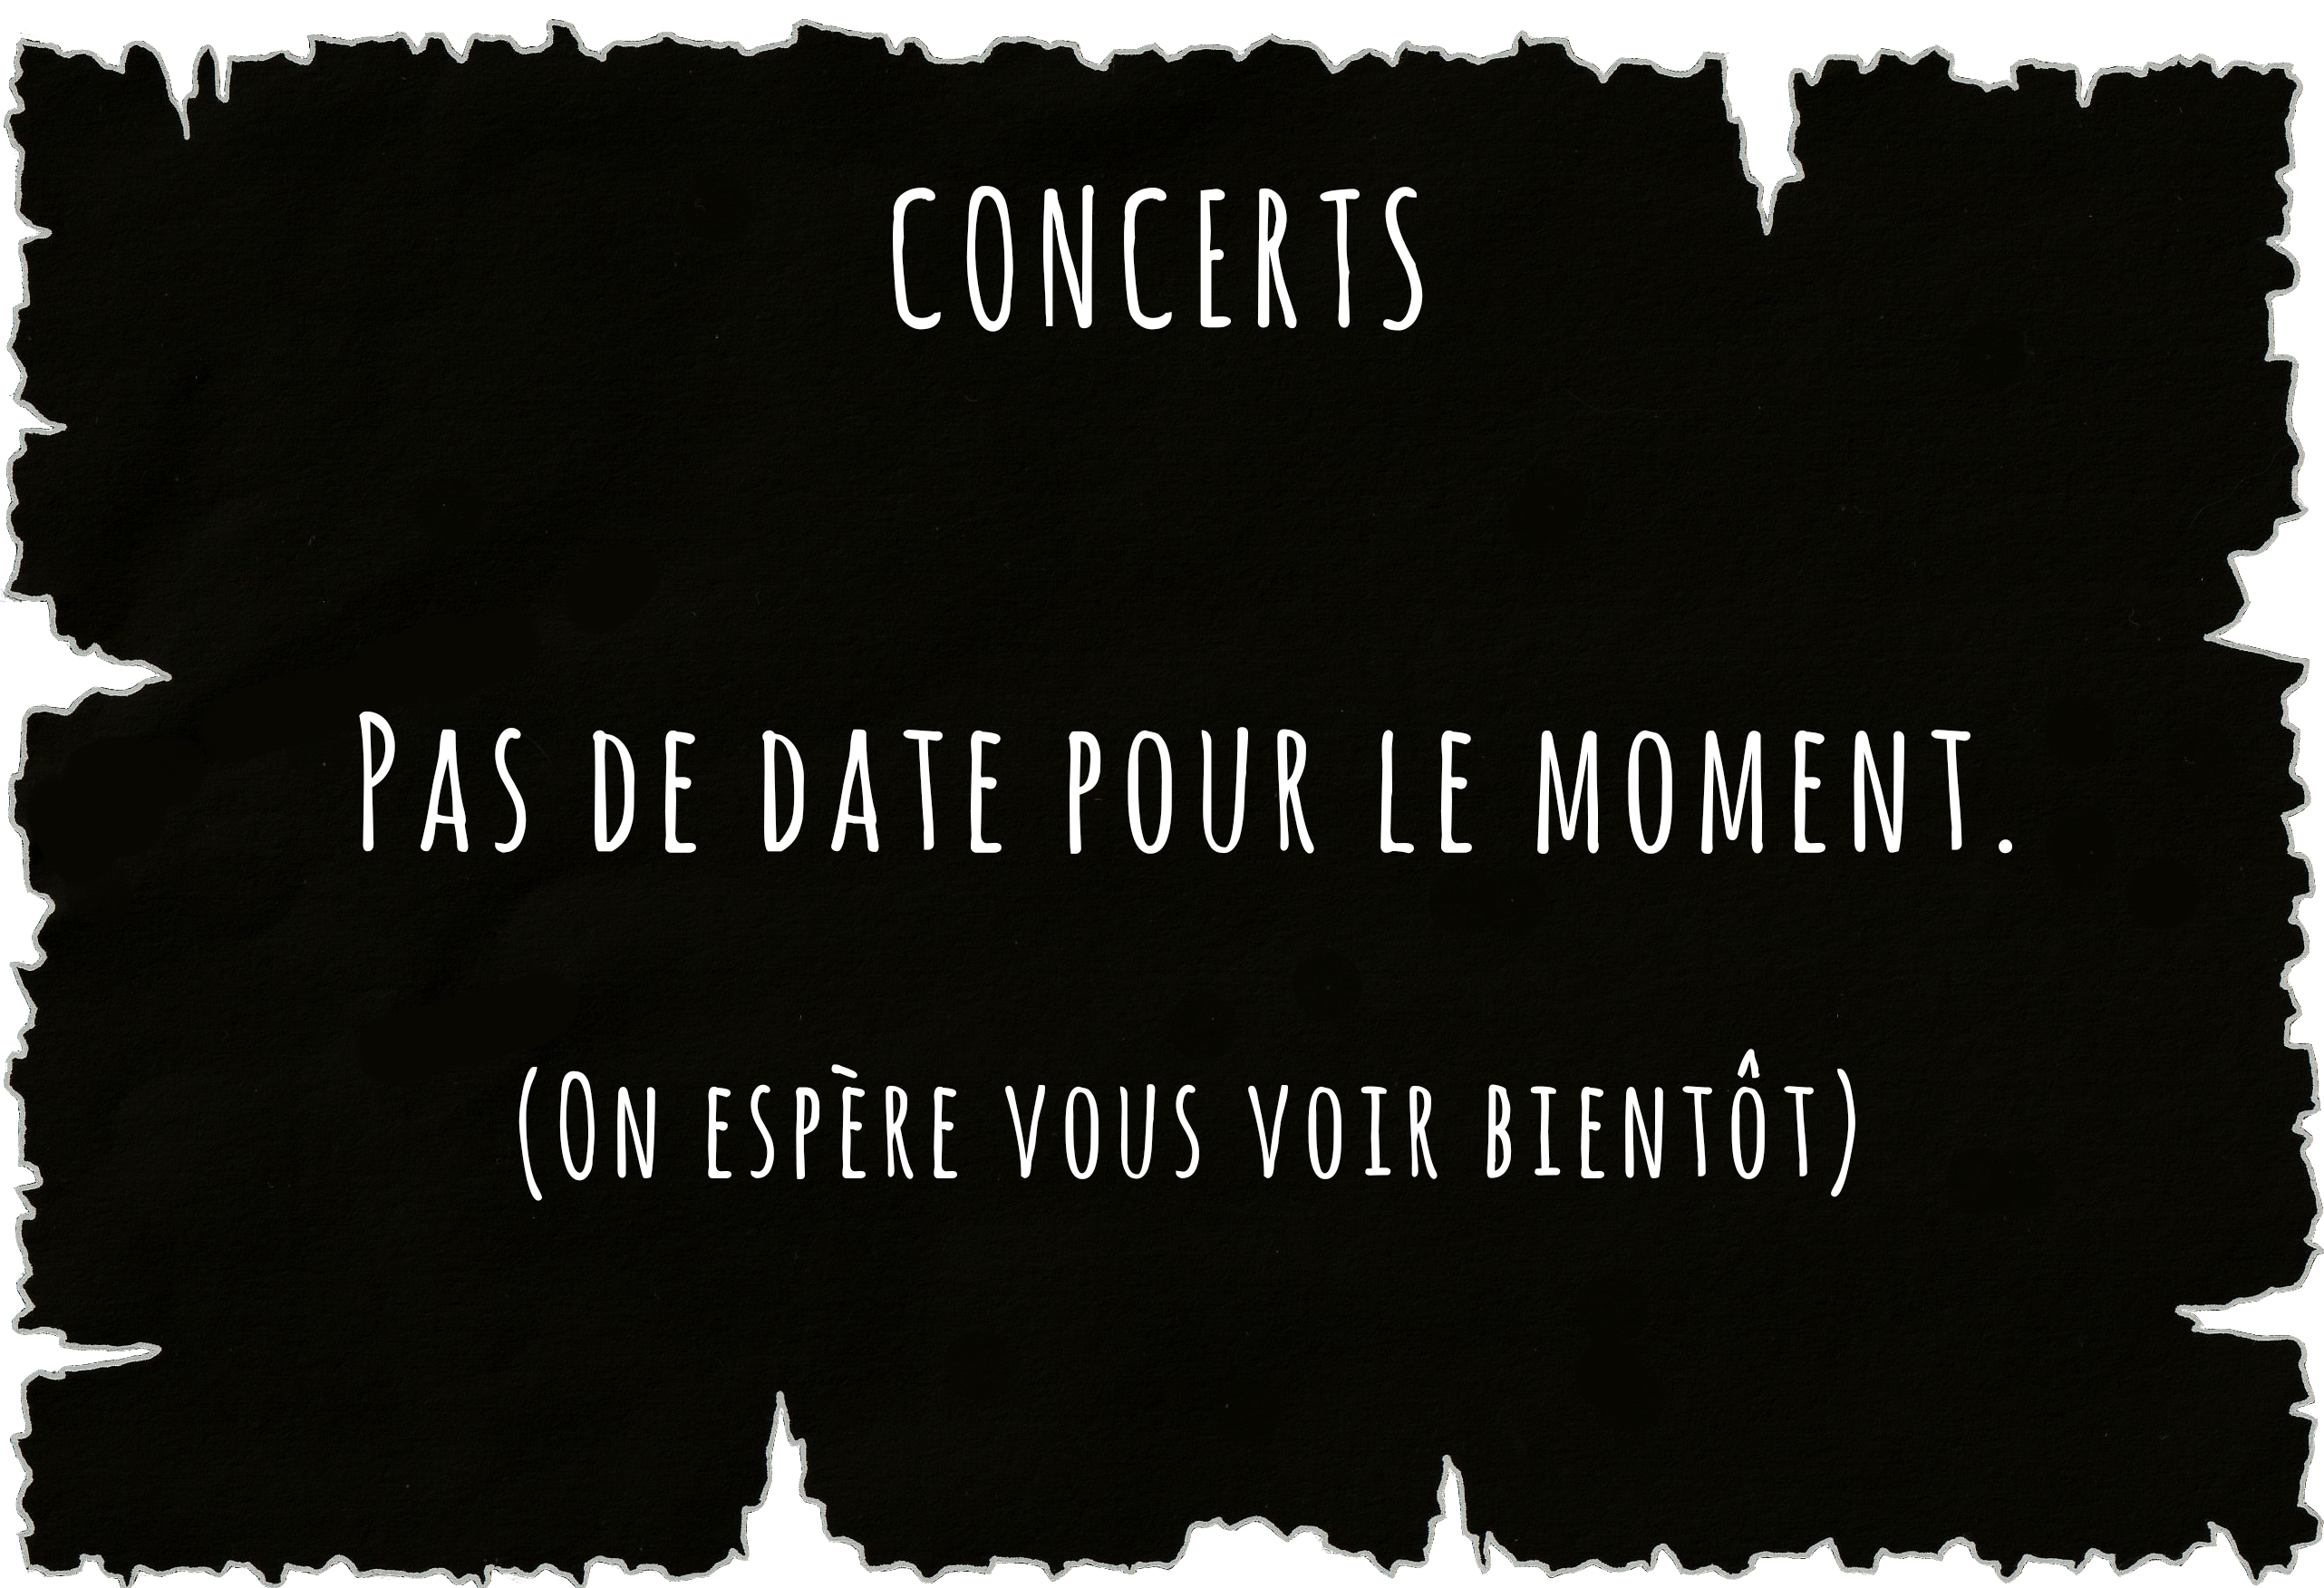 CONCERTS
PAS DE DATE POUR LE MOMENT.
(ON ESPÈRE VOUS VOIR BIENTÔT)